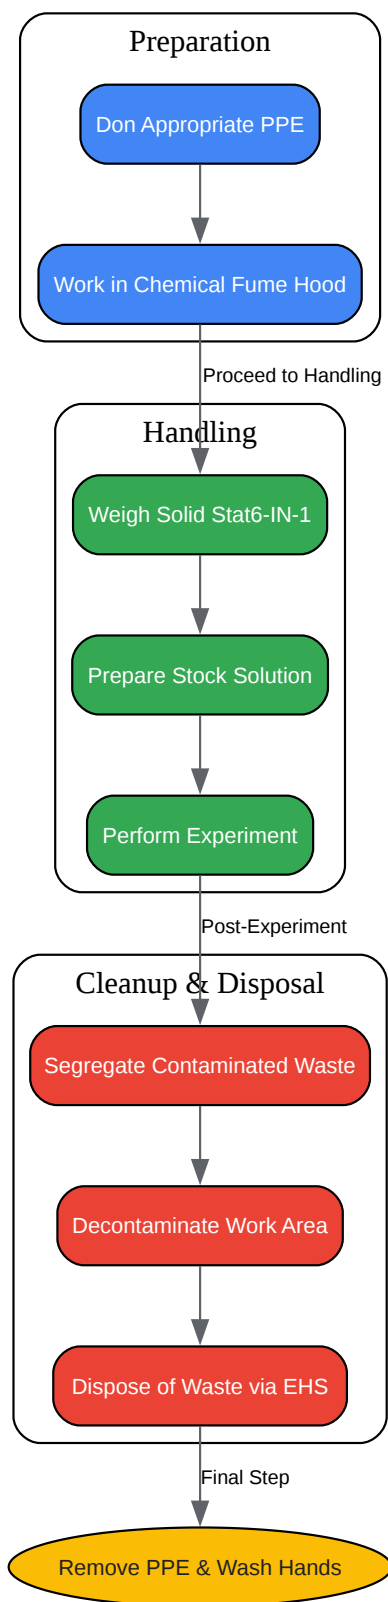 Preparation
Don Appropriate PPE
Work in Chemical Fume Hood
Proceed to Handling
Handling
Weigh Solid Stat6-IN-1
Prepare Stock Solution
Perform Experiment
Post-Experiment
Cleanup & Disposal
Segregate Contaminated Waste
Decontaminate Work Area
Dispose of Waste via EHS
Final Step
Remove PPE & Wash Hands